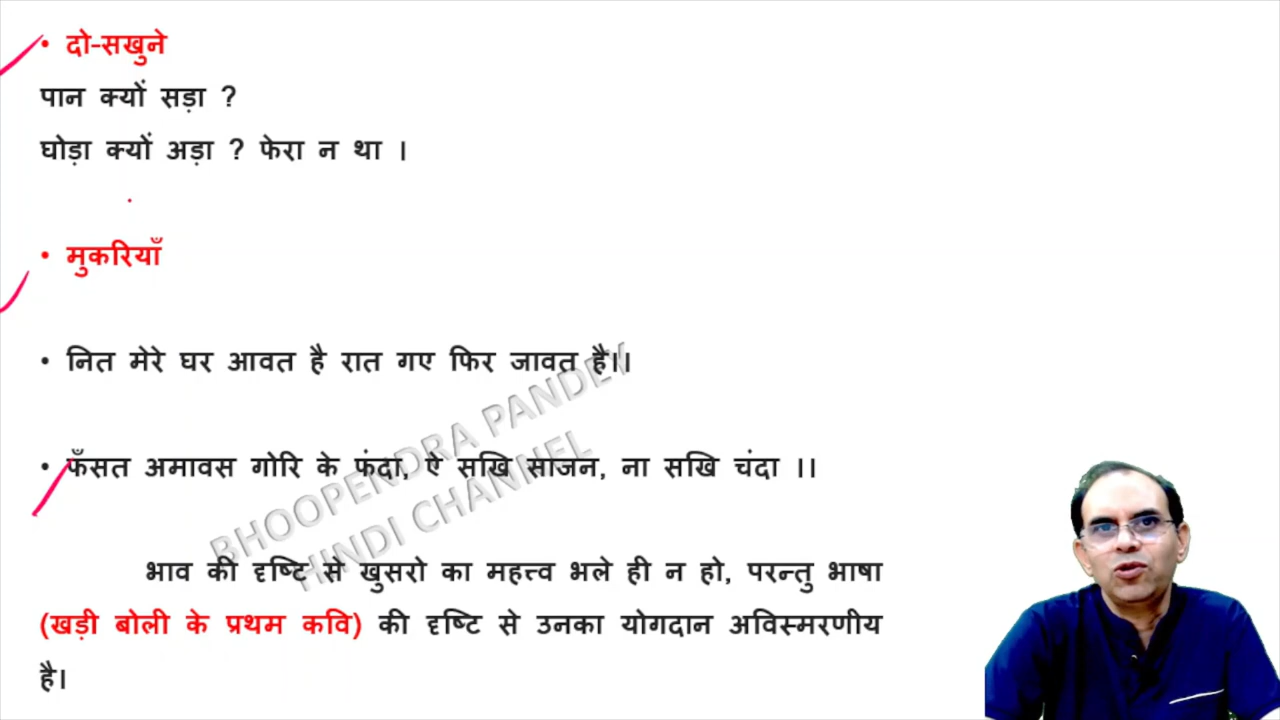 • दो-सखुने
पान क्यों सड़ा ?
घोड़ा क्यों अड़ा ? फेरा न था ।
• मुकरियाँ
• नित मेरे घर आवत है रात गए फिर जावत है।।
• फँसत अमावस गोरि के फंदा, ऐ सखि साजन, ना सखि चंदा ।।
BHOOPENDRA PANDEY
HINDI CHANNEL
भाव की दृष्टि से खुसरो का महत्त्व भले ही न हो, परन्तु भाषा
(खड़ी बोली के प्रथम कवि) की दृष्टि से उनका योगदान अविस्मरणीय
है।